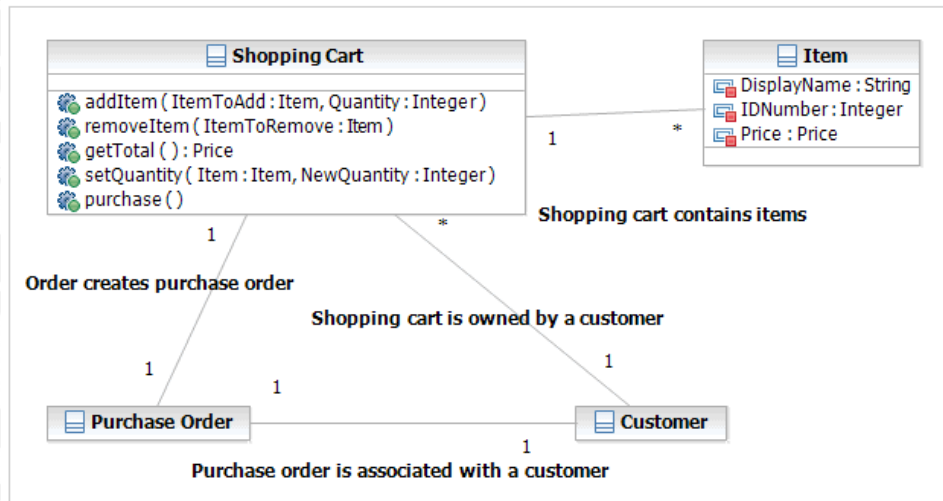 Shopping Cart
addItem ( ItemToAdd : Item, Quantity : Integer )
removeItem ( ItemToRemove : Item )
getTotal ( ) : Price
setQuantity ( Item : Item, NewQuantity : Integer )
purchase ( )
Item
DisplayName : String
IDNumber : Integer
Price : Price
1
*
Shopping cart contains items
1
*
Order creates purchase order
Shopping cart is owned by a customer
1
1
1
Purchase Order
Customer
1
Purchase order is associated with a customer